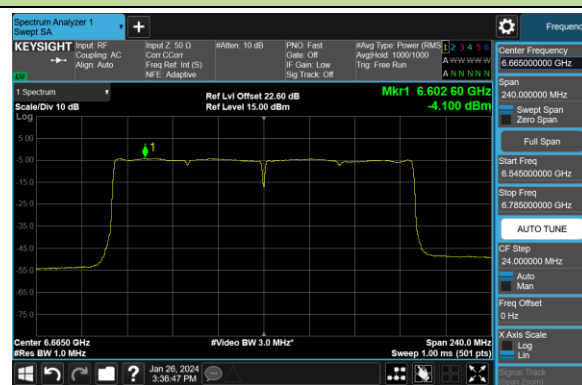 Spectrum Analyzer 1
Swept SA
Frequen
KEYSIGHT
Input: RF
Coupling: AC
Align: Auto
Input Z: 50 Ω
Corr CCorr
Freq Ref: Int (S)
NFE: Adaptive
#Atten: 10 dB
PNO: Fast
Gate: Off
IF Gain: Low
Sig Track: Off
#Avg Type: Power (RMS
Avg|Hold: 1000/1000
Trig: Free Run
1 2 3 4 5 6
A W W W W W
A N N N N N
LW
Center Frequency
6.665000000 GHz
Span
240.000000 MHz
Swept Span
Zero Span
Full Span
Start Freq
6.545000000 GHz
Stop Freq
6.785000000 GHz
AUTO TUNE
CF Step
24.000000 MHz
Auto
Man
Freq Offset
0 Hz
X Axis Scale
Log
Lin
Signal Track
(Span Zoom)
1 Spectrum
Scale/Div 10 dB
Ref Lvl Offset 22.60 dB
Ref Level 15.00 dBm
Mkr1 6.602 60 GHz
-4.100 dBm
Log
5.00
-5.00
-15.0
-25.0
-35.0
-45.0
-55.0
-65.0
-75.0
1
Center 6.6650 GHz
#Res BW 1.0 MHz
#Video BW 3.0 MHz*
Span 240.0 MHz
Sweep 1.00 ms (501 pts)
Jan 26, 2024
3:36:47 PM